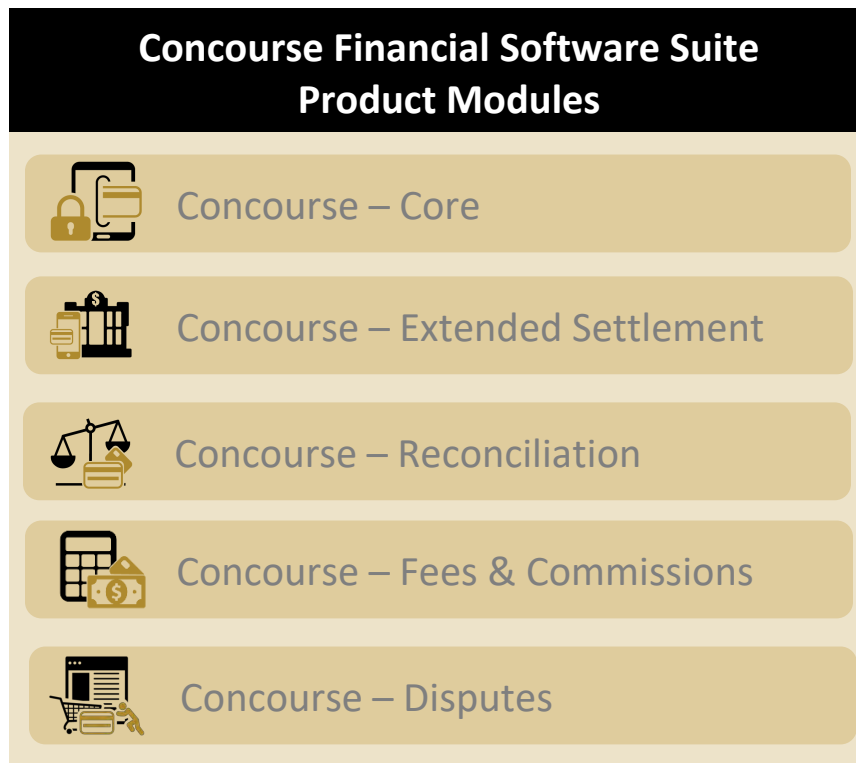 Concourse Financial Software Suite
Product Modules
Concourse – Core
$
Concourse – Extended Settlement
Concourse – Reconciliation
$
Concourse – Fees & Commissions
Concourse – Disputes